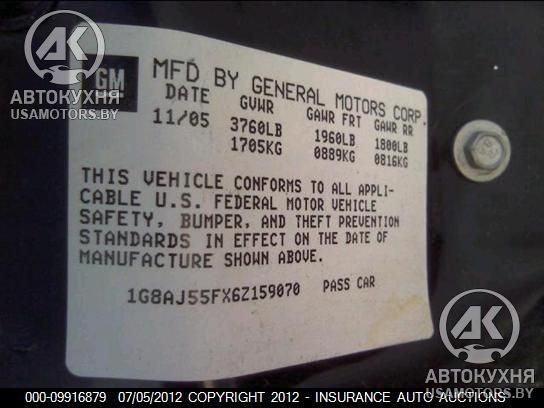 AK
АВТОКУХНЯ
USAMOTORS.BY
GM
MFD BY GENERAL MOTORS CORP.
DATE GVWR GAWR FRT GAWR RR
11/05 3760LB 1960LB 1800LB
1705KG 0889KG 0816KG
THIS VEHICLE CONFORMS TO ALL APPLI-
CABLE U.S. FEDERAL MOTOR VEHICLE
SAFETY, BUMPER, AND THEFT PREVENTION
STANDARDS IN EFFECT ON THE DATE OF
MANUFACTURE SHOWN ABOVE.
1G8AJ55FX6Z159070 PASS CAR
AK
АВТОКУХНЯ
USAMOTORS.BY
000-09916879 07/05/2012 COPYRIGHT 2012 - INSURANCE AUTO AUCTIONS